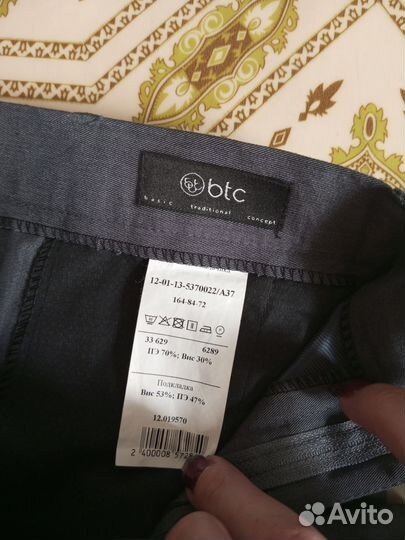 btc
basic traditional concept
12-01-13-5370022/А37
164-84-72
33 629 6289
ПЭ 70%; Вис 30%
Подкладка
Вис 53%; ПЭ 47%
12.019570
2 400008 572
Avito